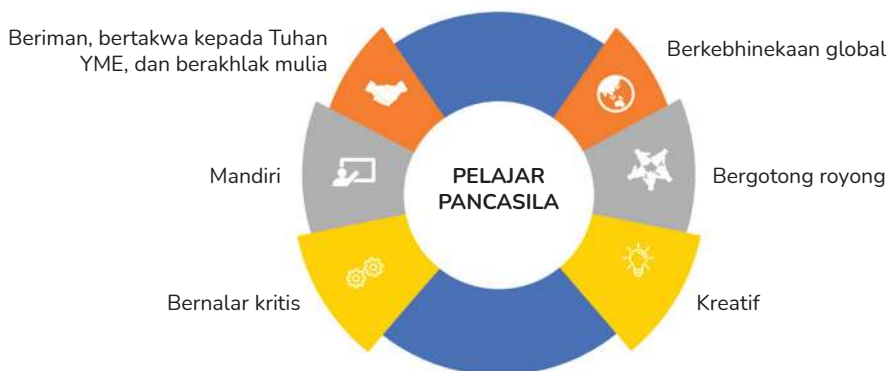 Beriman, bertakwa kepada Tuhan
YME, dan berakhlak mulia
Berkebhinekaan global
Mandiri
PELAJAR
PANCASILA
Bergotong royong
Bernalar kritis
Kreatif